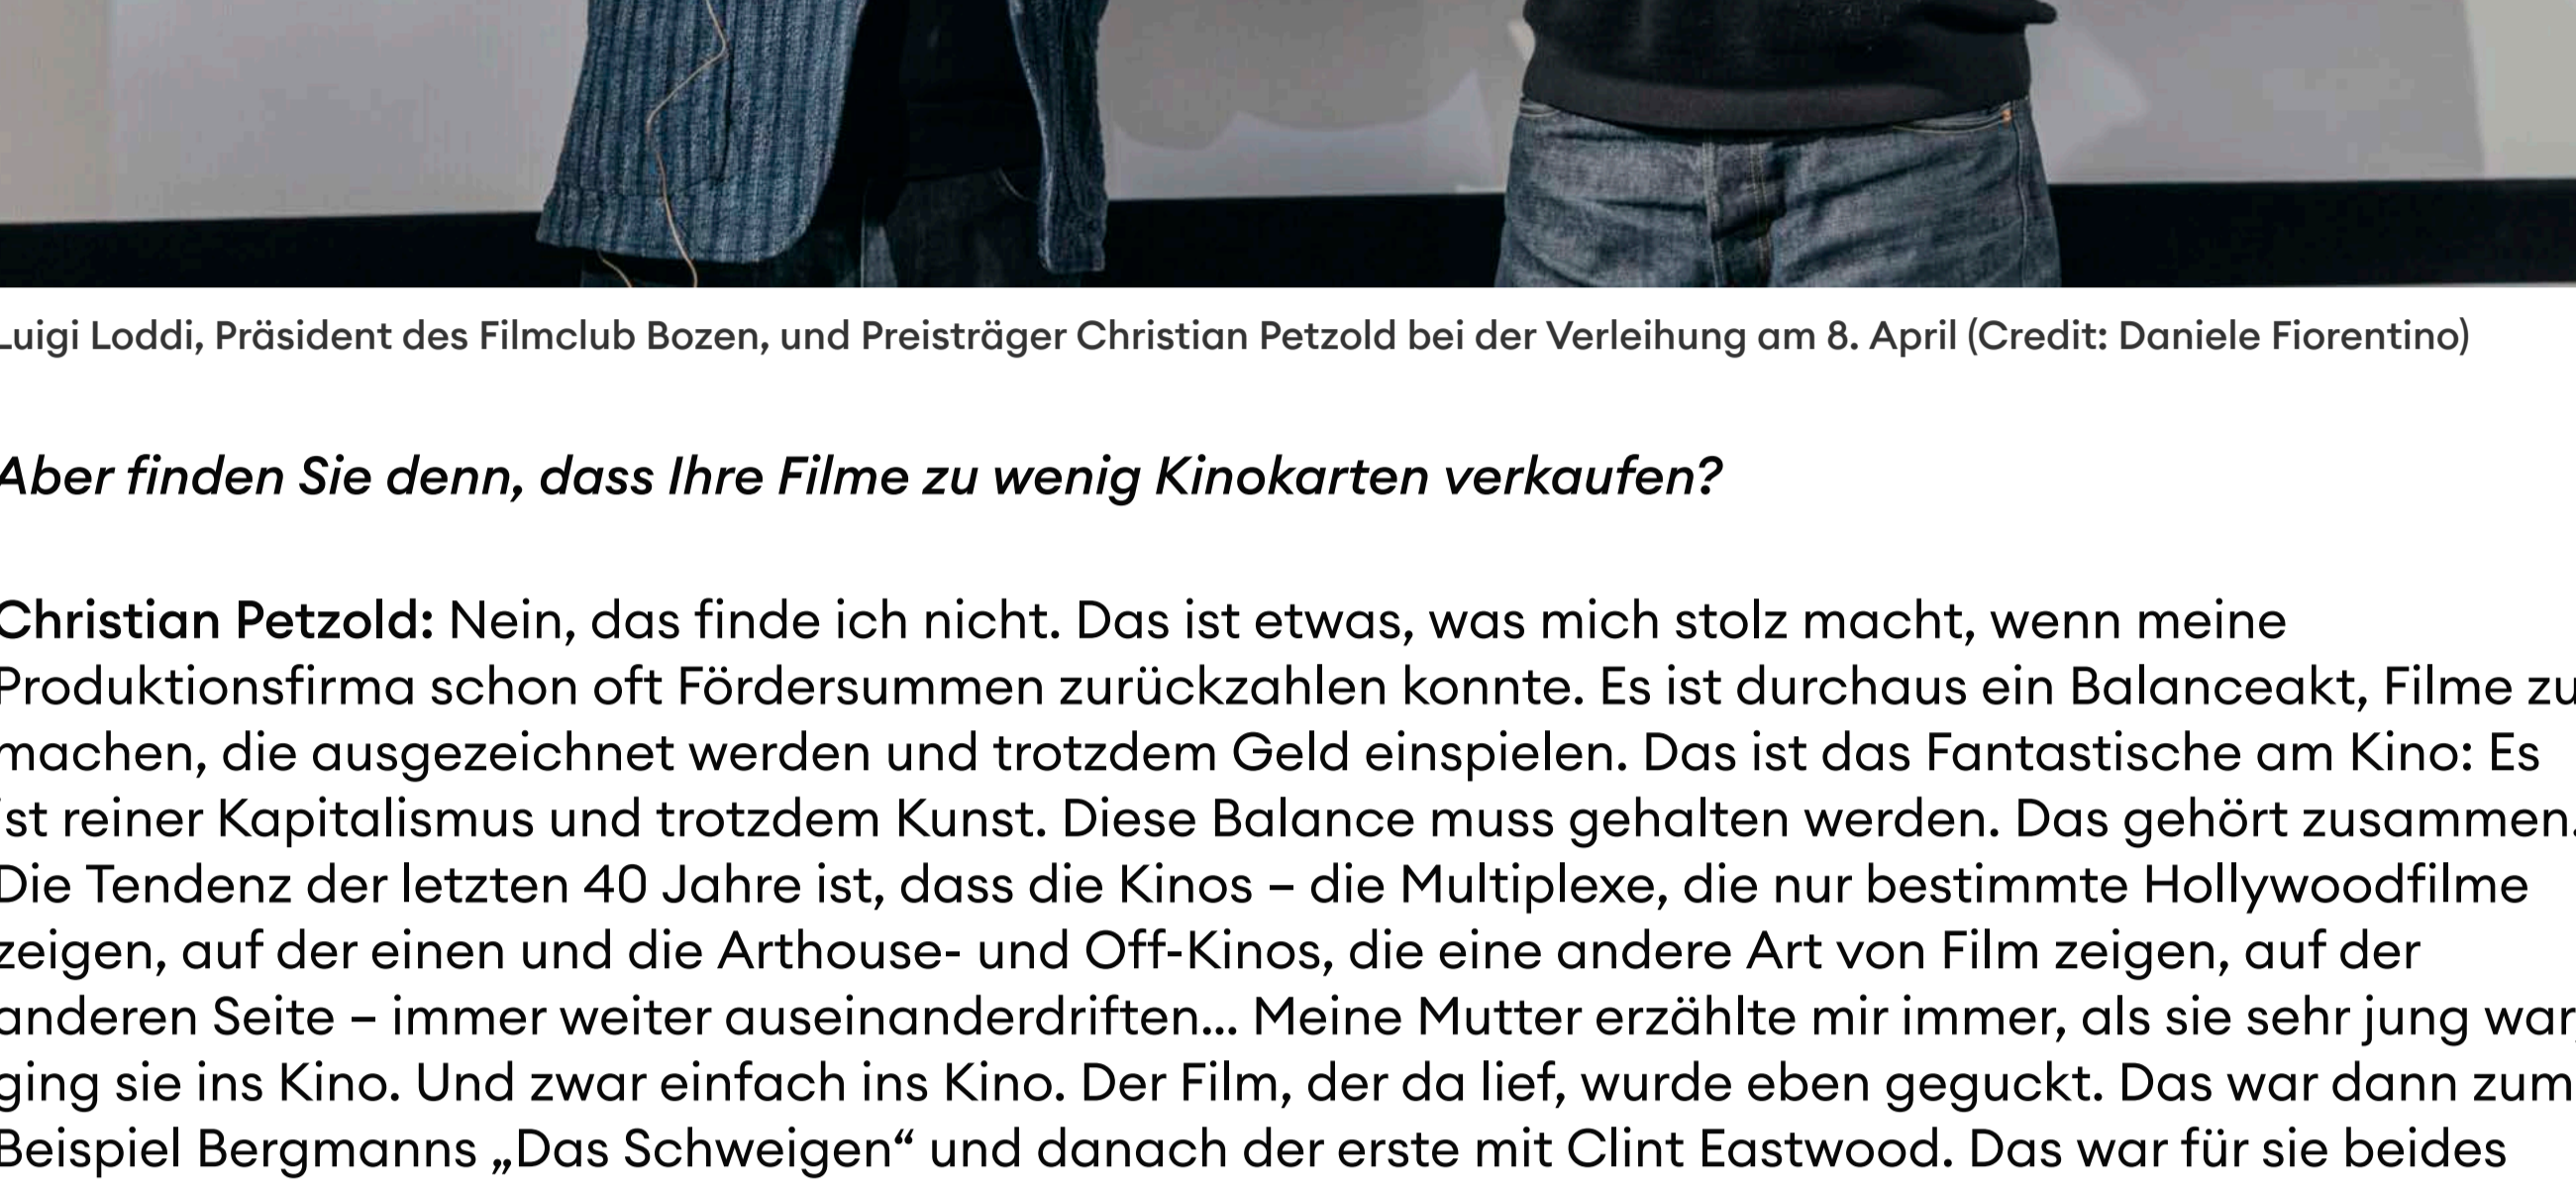 Luigi Loddi, Präsident des Filmclub Bozen, und Preisträger Christian Petzold bei der Verleihung am 8. April (Credit: Daniele Fiorentino)
Aber finden Sie denn, dass Ihre Filme zu wenig Kinokarten verkaufen?
Christian Petzold: Nein, das finde ich nicht. Das ist etwas, was mich stolz macht, wenn meine
Produktionsfirma schon oft Fördersummen zurückzahlen konnte. Es ist durchaus ein Balanceakt, Filme zu
machen, die ausgezeichnet werden und trotzdem Geld einspielen. Das ist das Fantastische am Kino: Es
ist reiner Kapitalismus und trotzdem Kunst. Diese Balance muss gehalten werden. Das gehört zusammen.
Die Tendenz der letzten 40 Jahre ist, dass die Kinos – die Multiplexe, die nur bestimmte Hollywoodfilme
zeigen, auf der einen und die Arthouse- und Off-Kinos, die eine andere Art von Film zeigen, auf der
anderen Seite – immer weiter auseinanderdriften... Meine Mutter erzählte mir immer, als sie sehr jung war,
ging sie ins Kino. Und zwar einfach ins Kino. Der Film, der da lief, wurde eben geguckt. Das war dann zum
Beispiel Bergmanns „Das Schweigen“ und danach der erste mit Clint Eastwood. Das war für sie beides